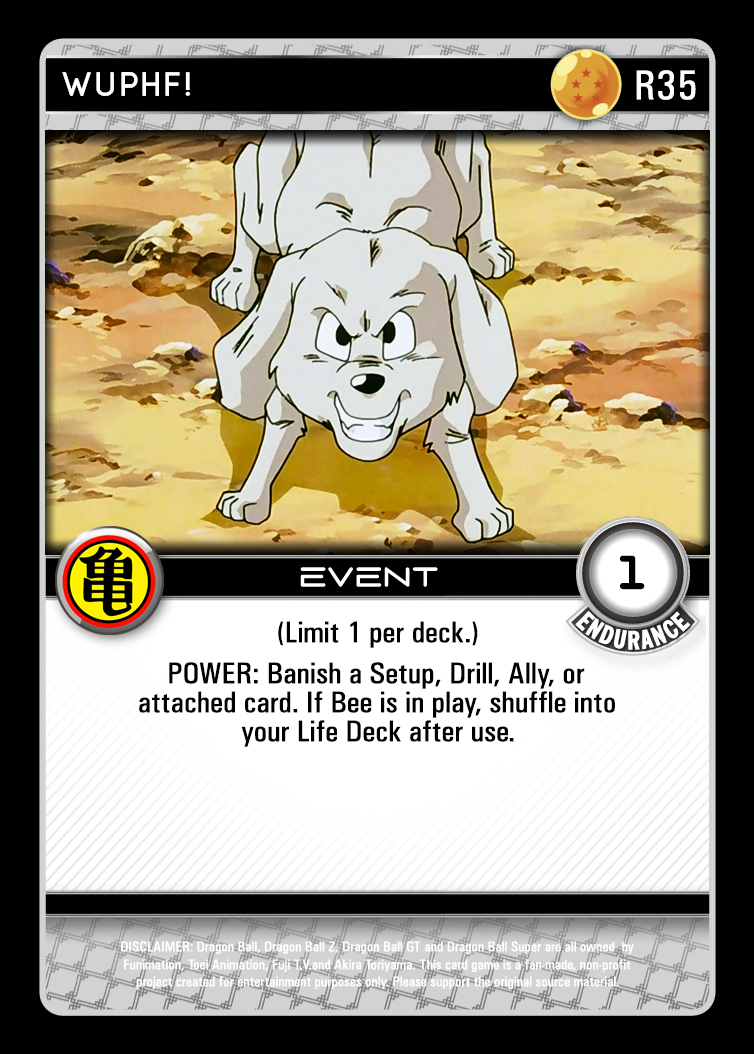 WUPHF!
R35
亀
EVENT
1
ENDURANCE
(Limit 1 per deck.)
POWER: Banish a Setup, Drill, Ally, or
attached card. If Bee is in play, shuffle into
your Life Deck after use.
DISCLAIMER: Dragon Ball, Dragon Ball Z, Dragon Ball GT and Dragon Ball Super are all owned by
Funimation, Toei Animation, Fuji T.V.and Akira Toriyama. This card game is a fan-made, non-profit
project created for entertainment purposes only. Please support the original source material.